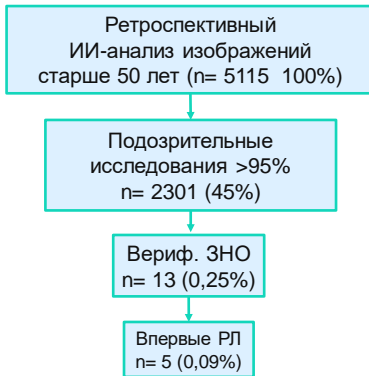 Ретроспективный
ИИ-анализ изображений
старше 50 лет (n= 5115 100%)
Подозрительные
исследования >95%
n= 2301 (45%)
Вериф. ЗНО
n= 13 (0,25%)
Впервые РЛ
n= 5 (0,09%)